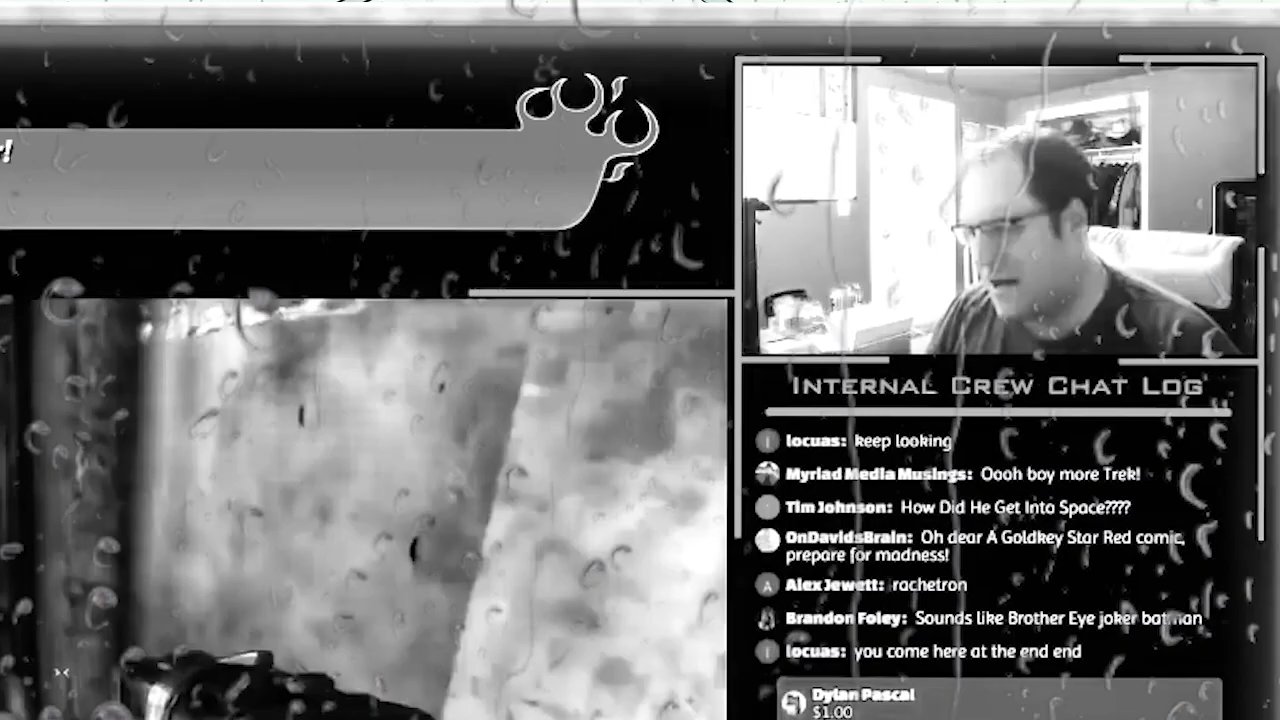 Internal Crew Chat Log
locuas: keep looking
Myriad Media Musings: Oooh boy more Trek!
Tim Johnson: How Did He Get Into Space????
OnDavidsBrain: Oh dear A Goldkey Star Red comic,
prepare for madness!
Alex Jewett: rachetron
Brandon Foley: Sounds like Brother Eye joker batman
locuas: you come here at the end end
Dylan Pascal
$1.00